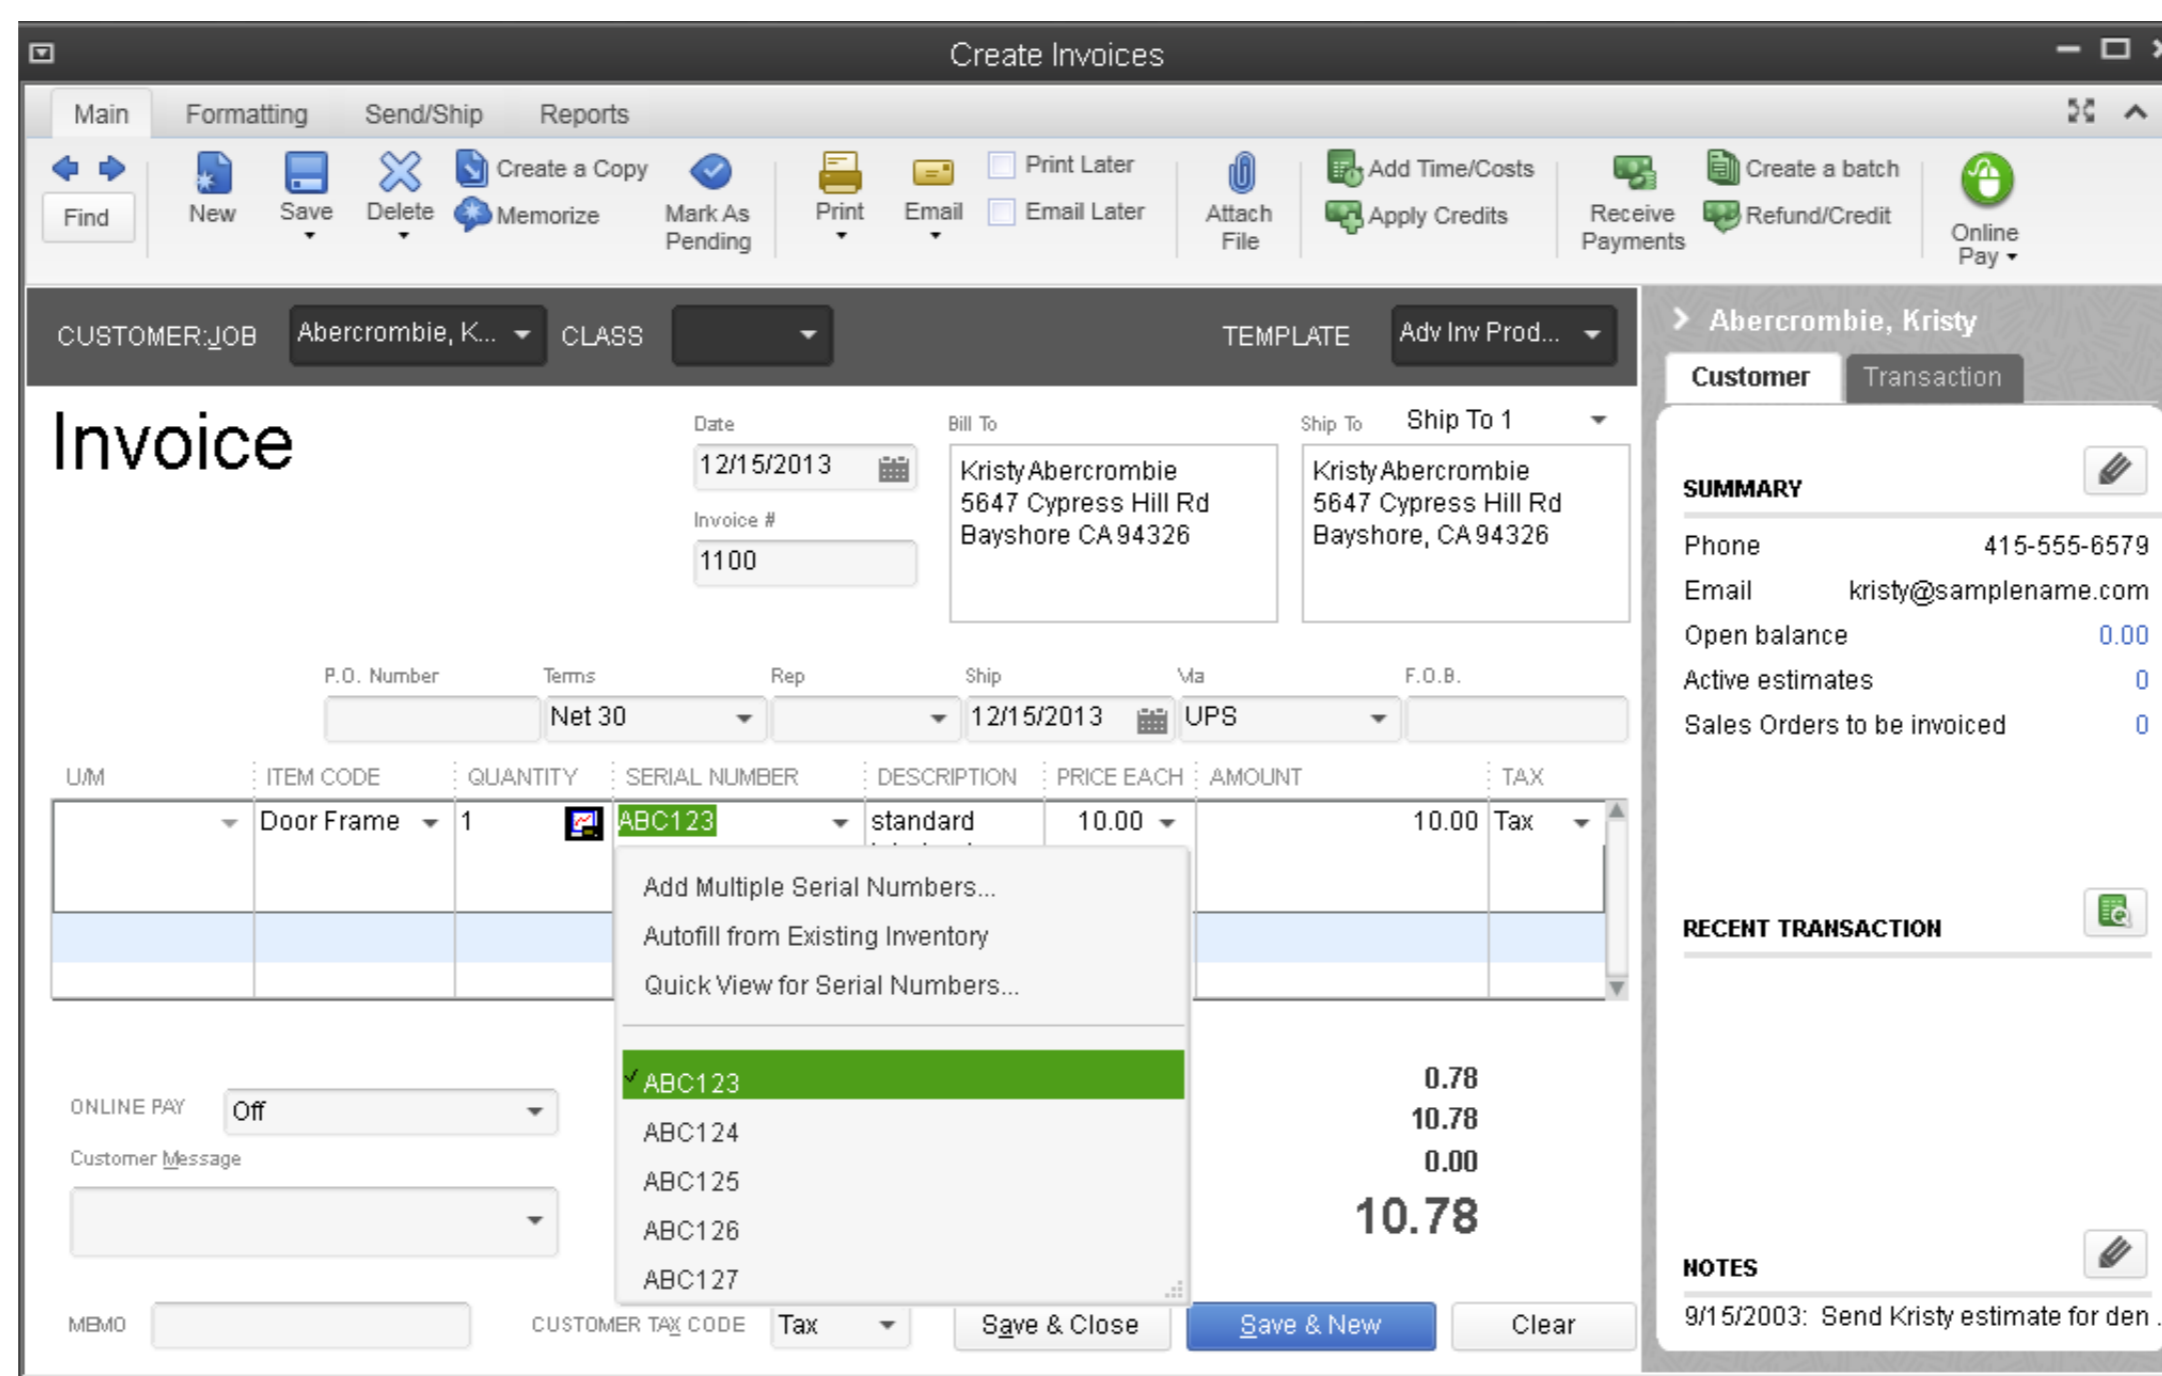 Create Invoices
Main Formatting Send/Ship Reports
Find
New
Save
Delete
Create a Copy
Memorize
Mark As
Pending
Print
Email
Print Later
Email Later
Attach
File
Add Time/Costs
Apply Credits
Receive
Payments
Create a batch
Refund/Credit
Online
Pay
CUSTOMER:JOB Abercrombie, K... CLASS TEMPLATE Adv Inv Prod...
Invoice
Date
12/15/2013
Invoice #
1100
Bill To
Kristy Abercrombie
5647 Cypress Hill Rd
Bayshore CA 94326
Ship To Ship To 1
Kristy Abercrombie
5647 Cypress Hill Rd
Bayshore, CA 94326
P.O. Number Terms Rep Ship Via F.O.B.
Net 30 12/15/2013 UPS
U/M ITEM CODE QUANTITY SERIAL NUMBER DESCRIPTION PRICE EACH AMOUNT TAX
Door Frame 1 ABC123 standard 10.00 10.00 Tax
Add Multiple Serial Numbers...
Autofill from Existing Inventory
Quick View for Serial Numbers...
ABC123
ABC124
ABC125
ABC126
ABC127
0.78
10.78
0.00
10.78
ONLINE PAY Off
Customer Message
MEMO
CUSTOMER TAX CODE Tax
Save & Close
Save & New
Clear
Abercrombie, Kristy
Customer Transaction
SUMMARY
Phone 415-555-6579
Email kristy@samplename.com
Open balance 0.00
Active estimates 0
Sales Orders to be invoiced 0
RECENT TRANSACTION
NOTES
9/15/2003: Send Kristy estimate for den .